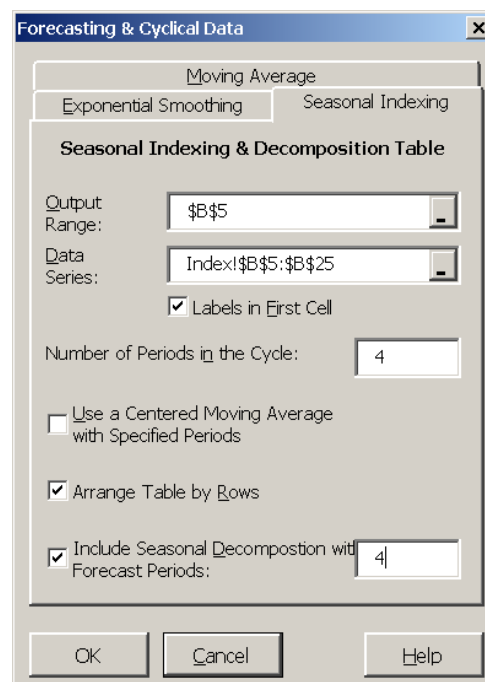 Forecasting & Cyclical Data
Moving Average
Exponential Smoothing Seasonal Indexing
Seasonal Indexing & Decomposition Table
Output
Range:
$B$5
Data
Series:
Index!$B$5:$B$25
Labels in First Cell
Number of Periods in the Cycle: 4
Use a Centered Moving Average
with Specified Periods
Arrange Table by Rows
Include Seasonal Decompostion wit
Forecast Periods:
4
OK Cancel Help